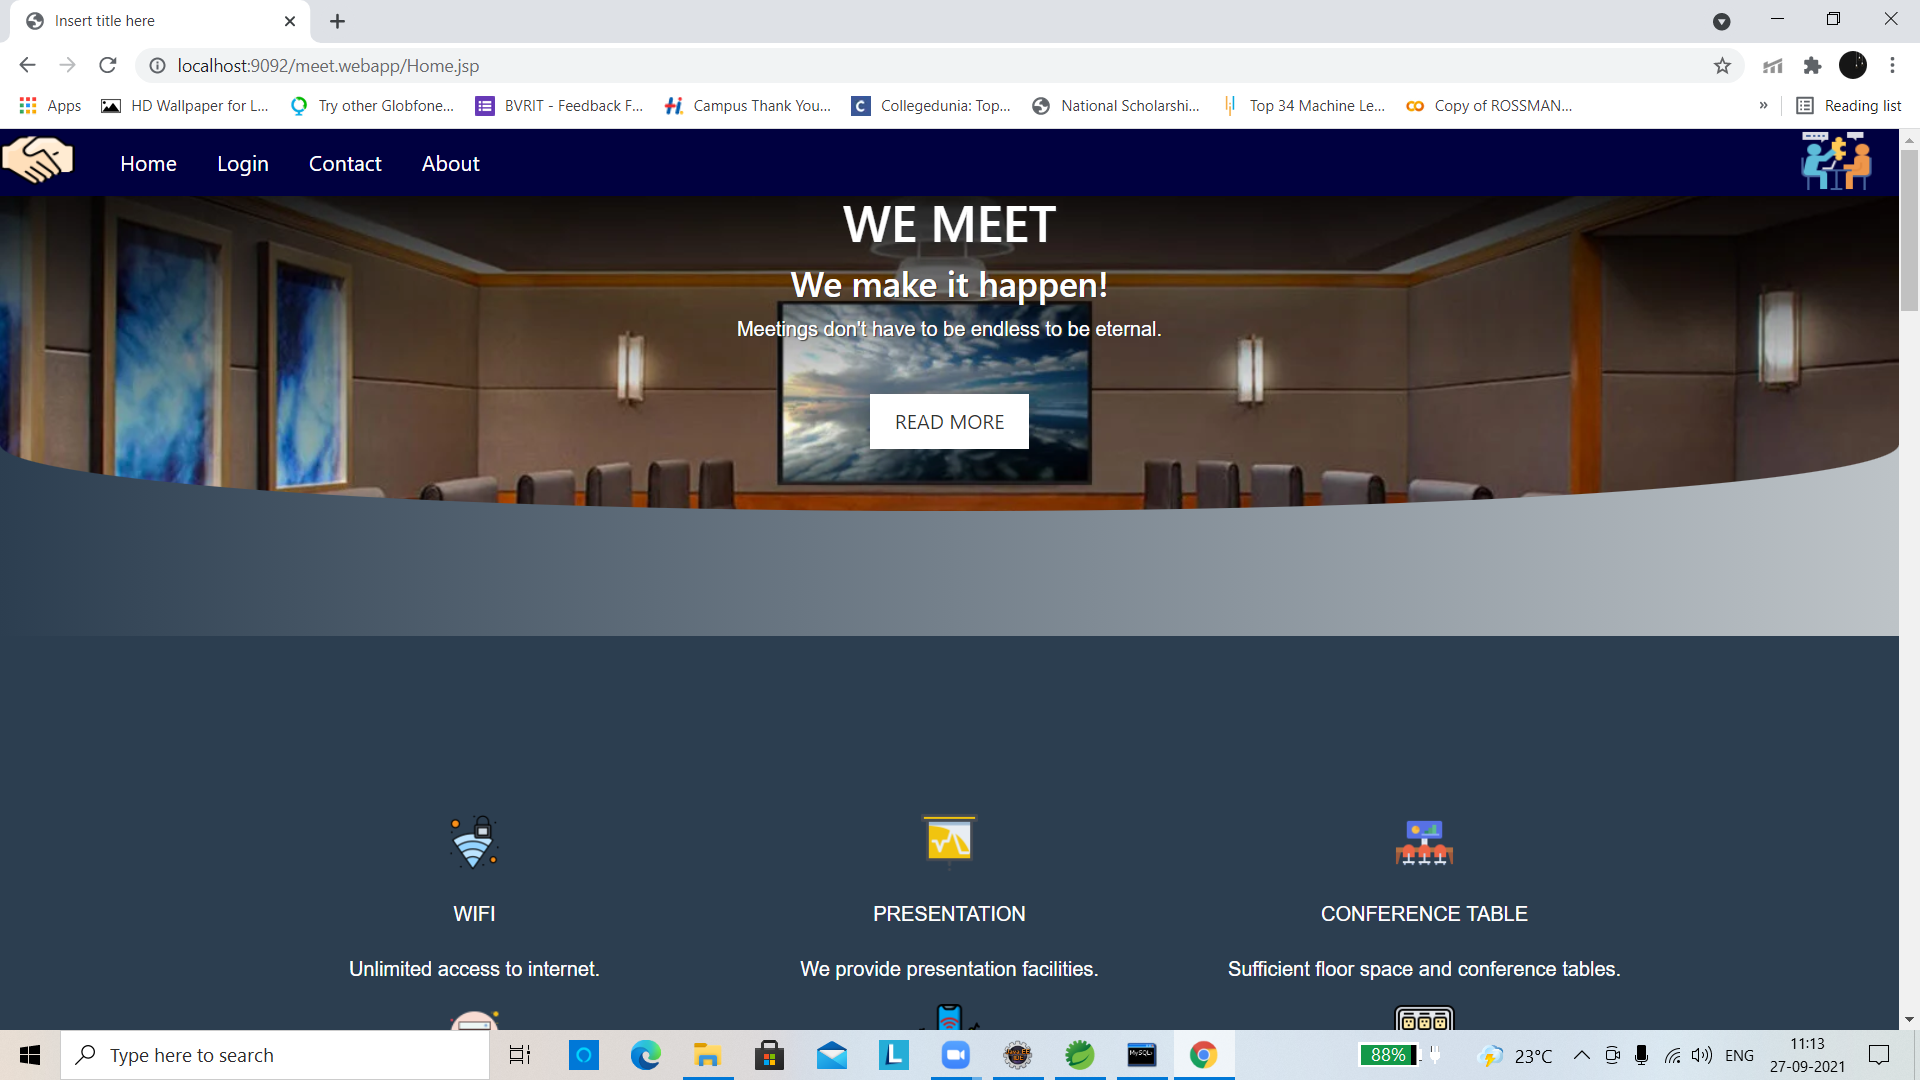 Insert title here
localhost:9092/meet.webapp/Home.jsp
Apps HD Wallpaper for L... Try other Globfone... BVRIT - Feedback F... Campus Thank You... Collegedunia: Top... National Scholarshi... Top 34 Machine Le... Copy of ROSSMAN... » Reading list
Home Login Contact About
WE MEET
We make it happen!
Meetings don't have to be endless to be eternal.
READ MORE
WIFI PRESENTATION CONFERENCE TABLE
Unlimited access to internet. We provide presentation facilities. Sufficient floor space and conference tables.
Type here to search
88% 23°C ENG 11:13
27-09-2021